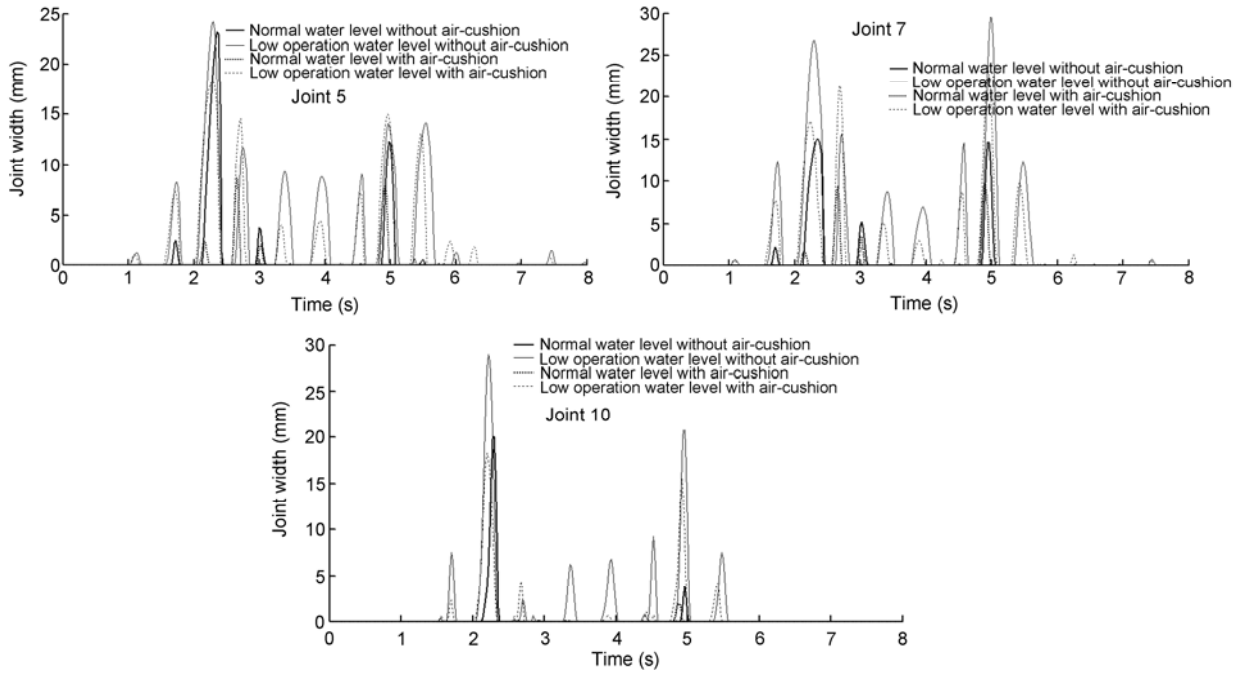 25
20
15
10
5
0
Joint width (mm)
Normal water level without air-cushion
Low operation water level without air-cushion
Normal water level with air-cushion
Low operation water level with air-cushion
Joint 5
0 1 2 3 4 5 6 7 8
Time (s)
30
25
20
15
10
5
0
Joint width (mm)
Joint 7
Normal water level without air-cushion
Low operation water level without air-cushion
Normal water level with air-cushion
Low operation water level with air-cushion
0 1 2 3 4 5 6 7 8
Time (s)
30
25
20
15
10
5
0
Joint width (mm)
Normal water level without air-cushion
Low operation water level without air-cushion
Normal water level with air-cushion
Low operation water level with air-cushion
Joint 10
0 1 2 3 4 5 6 7 8
Time (s)